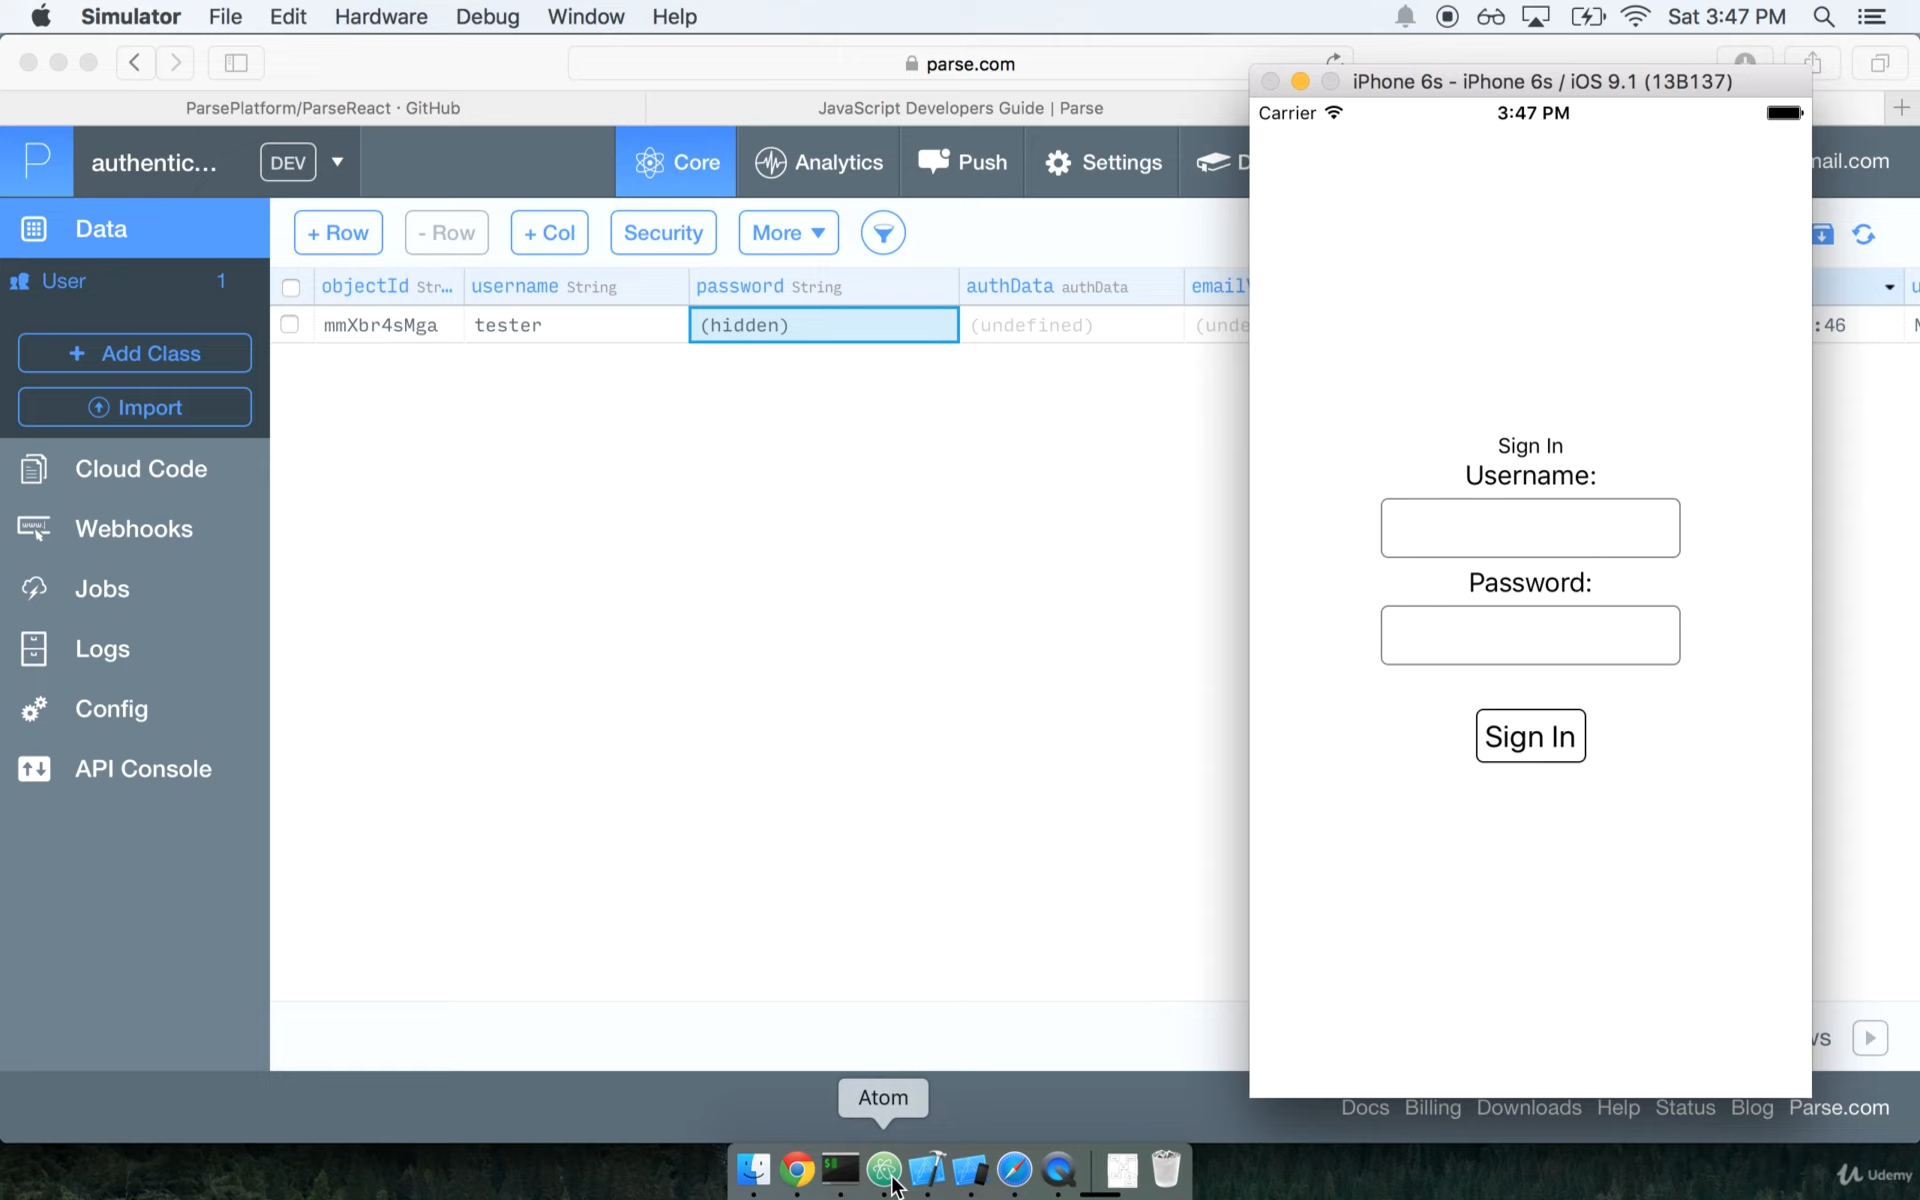 Simulator File Edit Hardware Debug Window Help Sat 3:47 PM
parse.com
ParsePlatform/ParseReact · GitHub
JavaScript Developers Guide | Parse
iPhone 6s - iPhone 6s / iOS 9.1 (13B137)
Carrier 3:47 PM
P authentic... DEV Core Analytics Push Settings D nail.com
Data
+ Row - Row + Col Security More
User 1
objectId Str... username String password String authData authData emailV u
mmXbr4sMga tester (hidden) (undefined) (unde :46
+ Add Class
Import
Cloud Code
Webhooks
Jobs
Logs
Config
API Console
Sign In
Username:
Password:
Sign In
vs
Atom
Docs Billing Downloads Help Status Blog Parse.com
Udemy